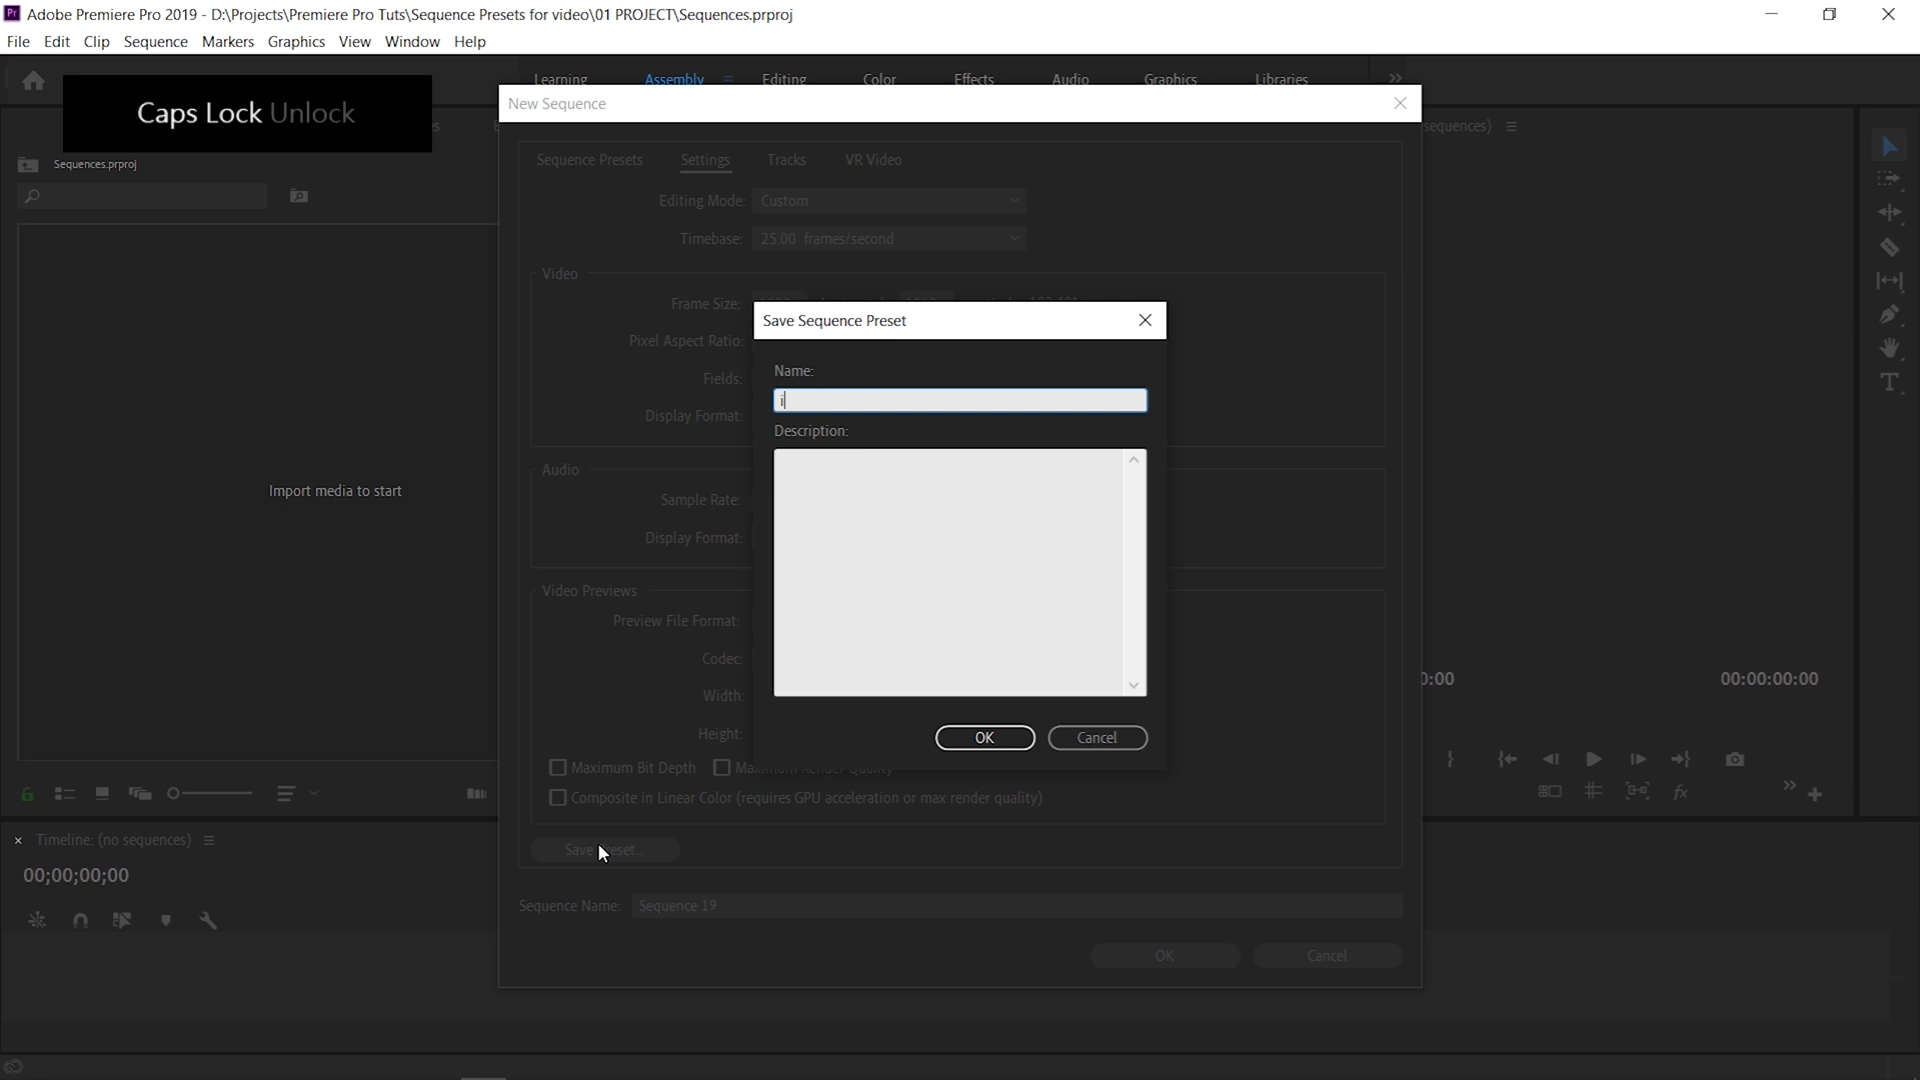 Adobe Premiere Pro 2019 - D:\Projects\Premiere Pro Tuts\Sequence Presets for video\01 PROJECT\Sequences.prproj
File Edit Clip Sequence Markers Graphics View Window Help
Learning Assembly Editing Color Effects Audio Graphics Libraries
Caps Lock Unlock
New Sequence
sequences)
Sequences.prproj
Sequence Presets Settings Tracks VR Video
Editing Mode: Custom
Timebase: 25.00 frames/second
Video
Frame Size:
Save Sequence Preset
Pixel Aspect Ratio:
Name:
Fields:
i
Display Format:
Description:
Audio
Import media to start
Sample Rate:
Display Format:
Video Previews
Preview File Format:
Codec:
00:00:00:00
Width:
Height:
OK Cancel
Maximum Bit Depth Maximum Render Quality
Composite in Linear Color (requires GPU acceleration or max render quality)
Timeline: (no sequences)
Save Preset...
00;00;00;00
Sequence Name: Sequence 19
OK Cancel